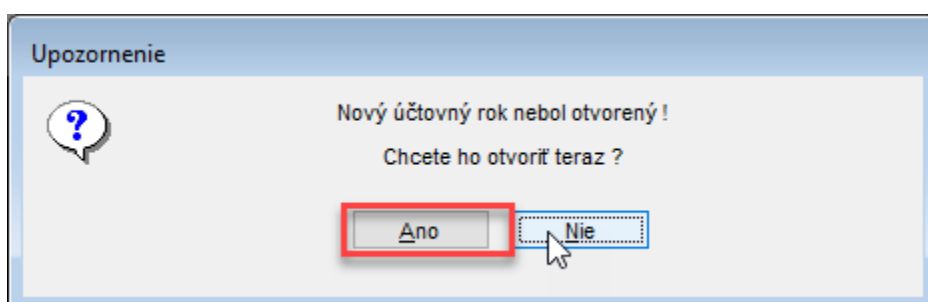 Upozornenie
Nový účtovný rok nebol otvorený !
Chcete ho otvoriť teraz ?
Ano Nie